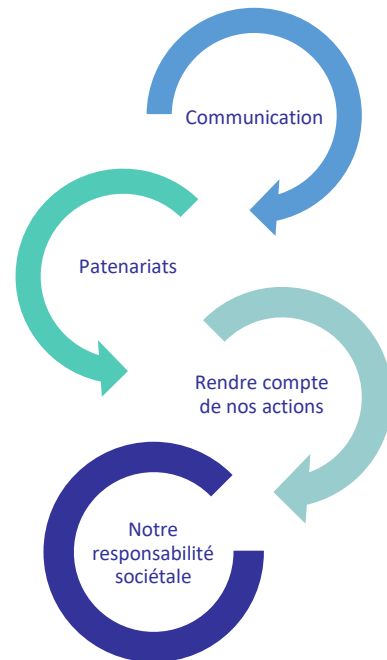 Communication
Patenariats
Rendre compte
de nos actions
Notre
responsabilité
sociétale